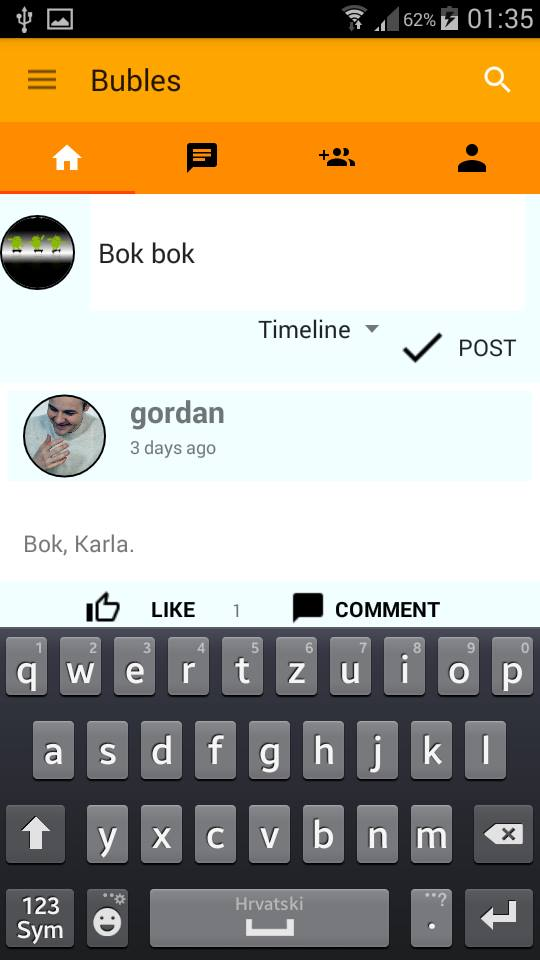 62% 01:35
Bubles
Bok bok
Timeline
POST
gordan
3 days ago
Bok, Karla.
LIKE 1 COMMENT
1 2 3 4 5 6 7 8 9 0
q w e r t z u i o p
a s d f g h j k l
y x c v b n m
123
Sym
Hrvatski
?
.